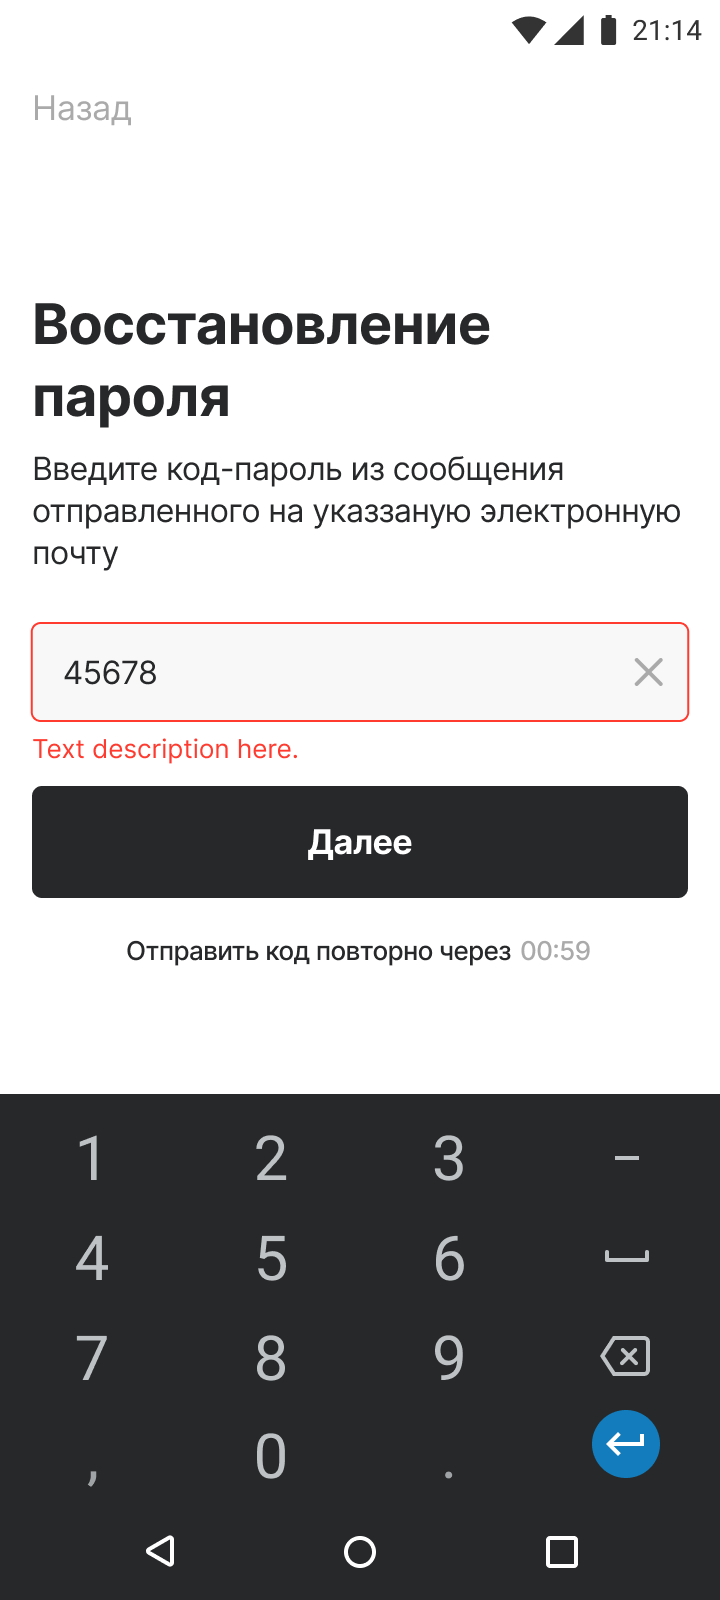 21:14
Назад
Восстановление
пароля
Введите код-пароль из сообщения
отправленного на указзаную электронную
почту
45678
Text description here.
Далее
Отправить код повторно через 00:59
1 2 3 –
4 5 6
7 8 9
, 0 .